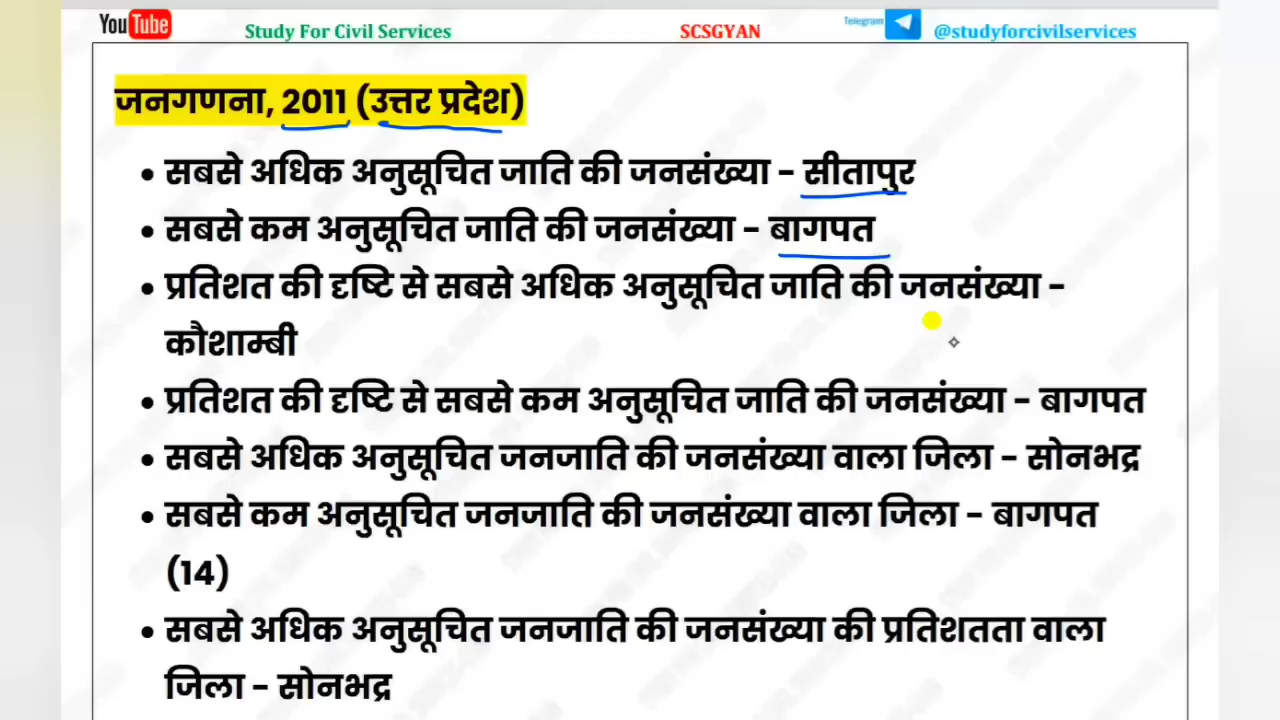 YouTube Study For Civil Services SCSGYAN Telegram @studyforcivilservices
जनगणना, 2011 (उत्तर प्रदेश)
• सबसे अधिक अनुसूचित जाति की जनसंख्या - सीतापुर
• सबसे कम अनुसूचित जाति की जनसंख्या - बागपत
• प्रतिशत की दृष्टि से सबसे अधिक अनुसूचित जाति की जनसंख्या -
कौशाम्बी
• प्रतिशत की दृष्टि से सबसे कम अनुसूचित जाति की जनसंख्या - बागपत
• सबसे अधिक अनुसूचित जनजाति की जनसंख्या वाला जिला - सोनभद्र
• सबसे कम अनुसूचित जनजाति की जनसंख्या वाला जिला - बागपत
(14)
• सबसे अधिक अनुसूचित जनजाति की जनसंख्या की प्रतिशतता वाला
जिला - सोनभद्र